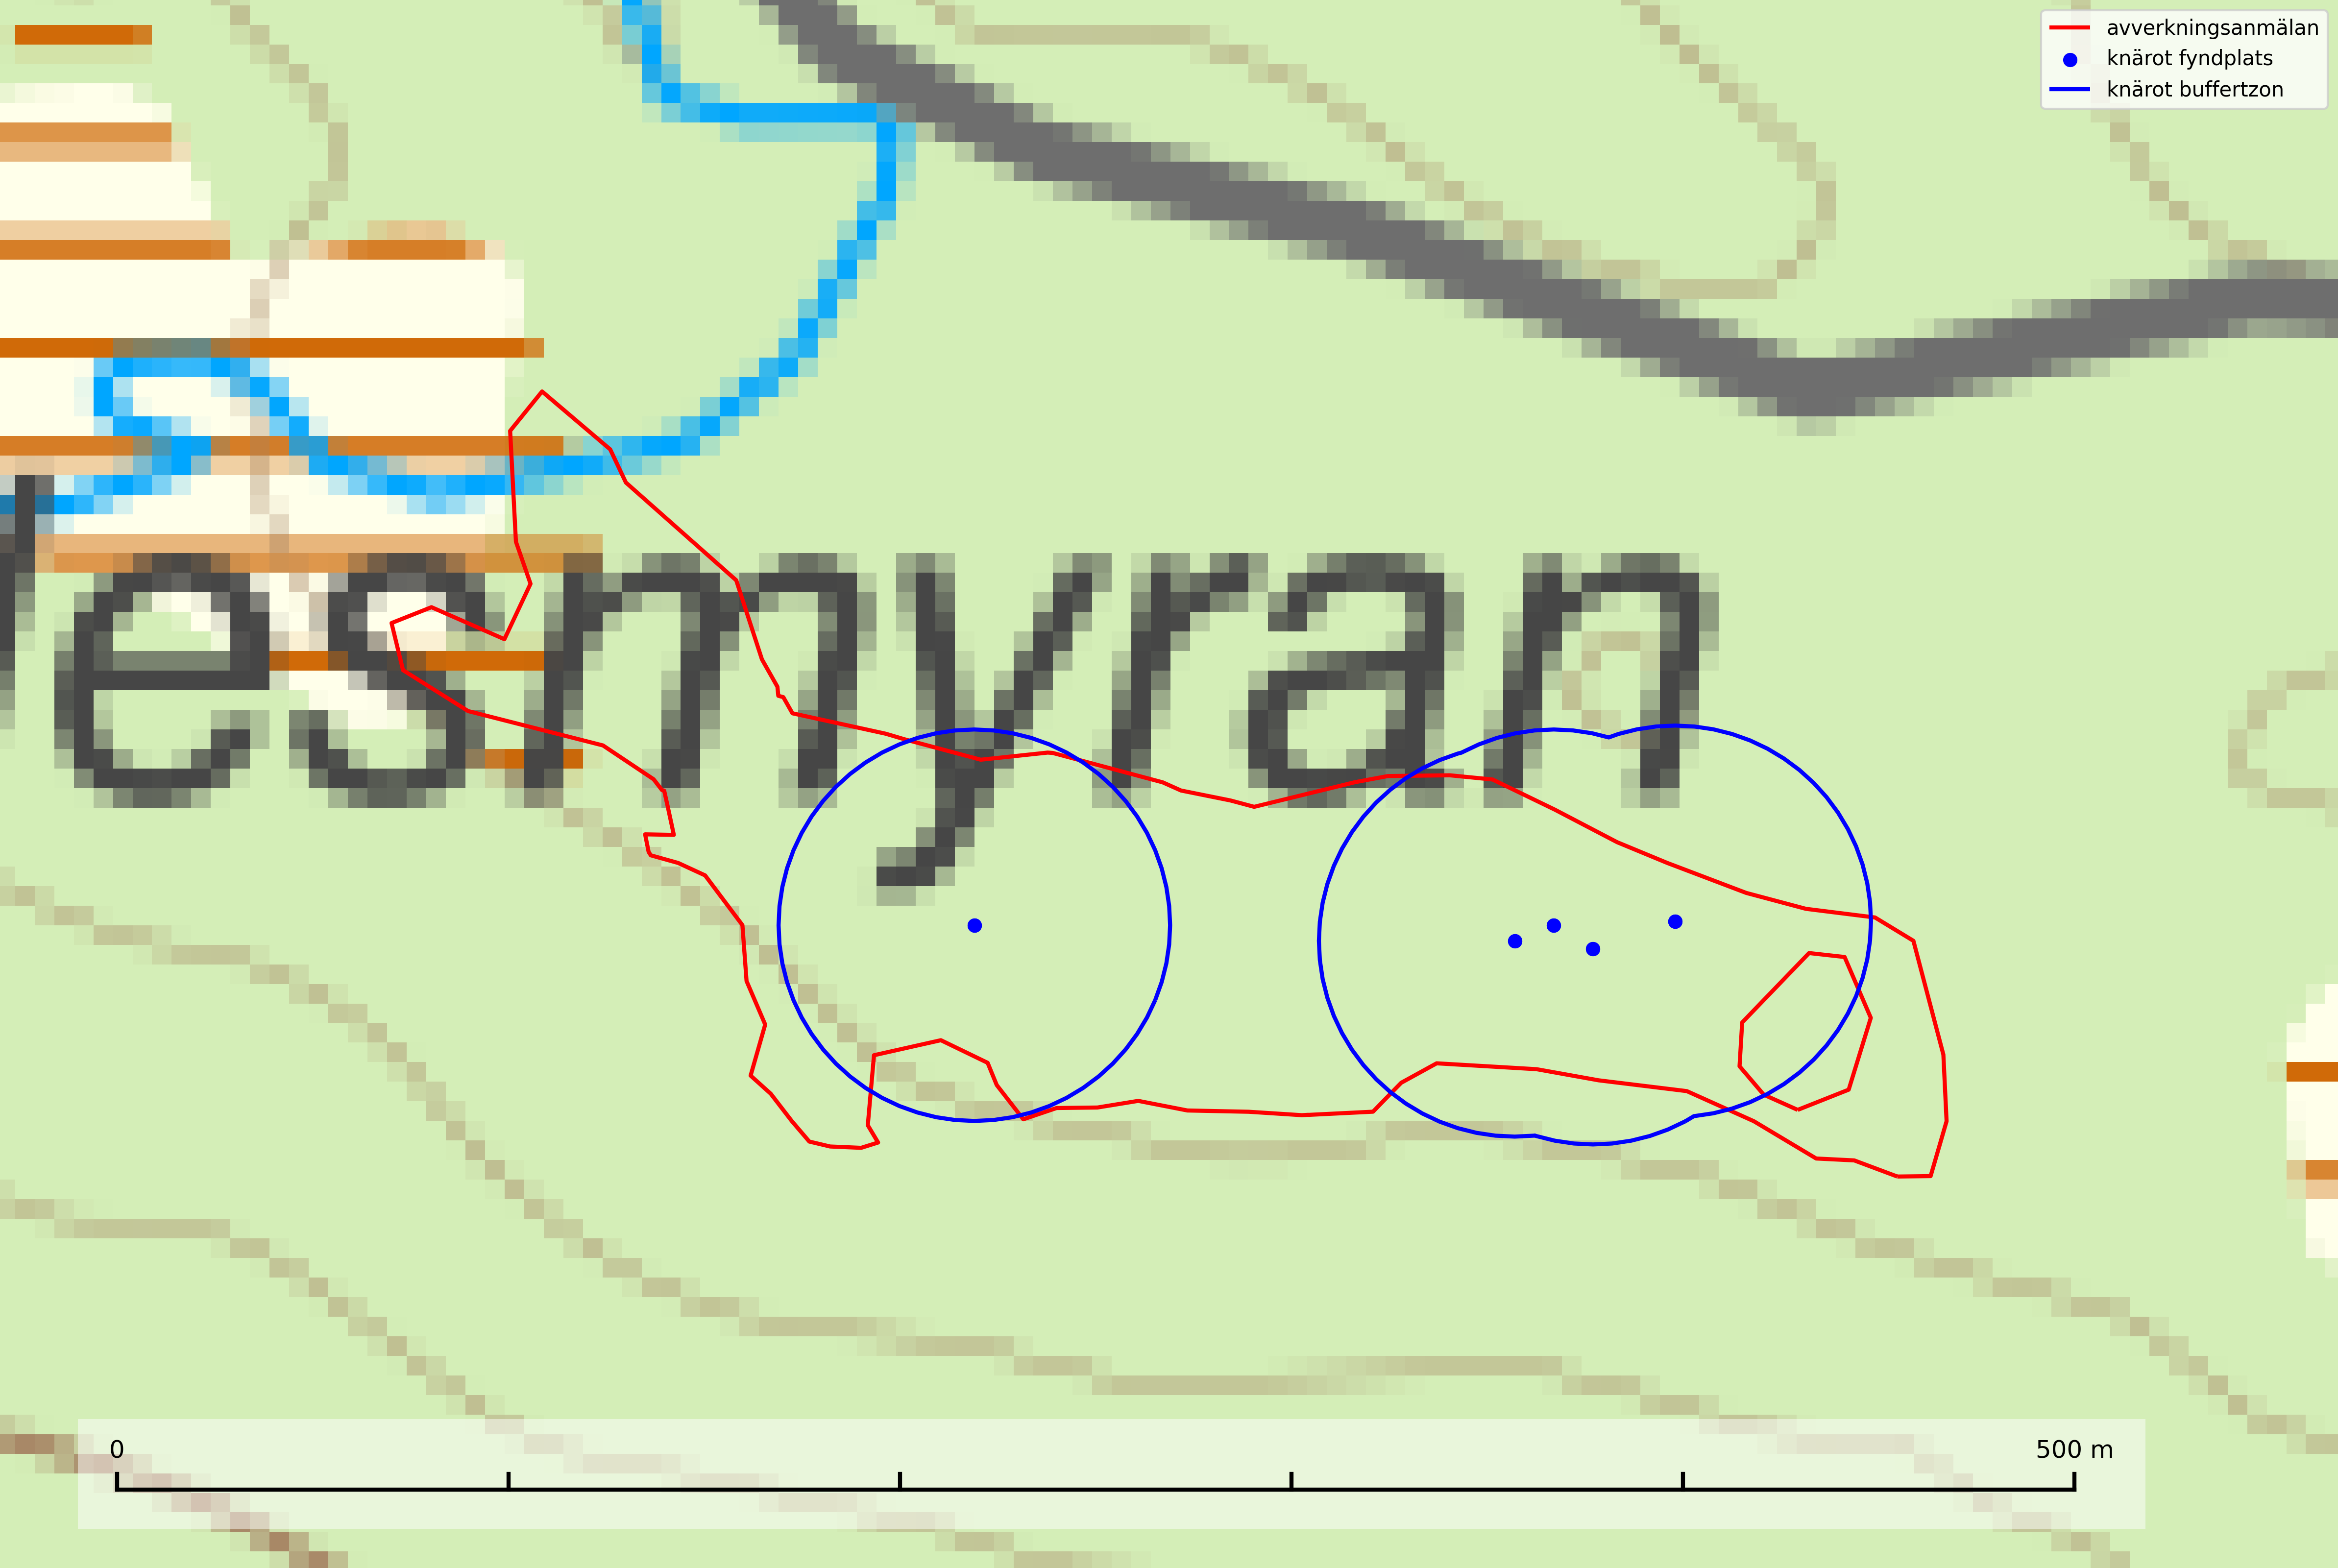 avverkningsanmälan
knärot fyndplats
knärot buffertzon
esmyran
0 500 m